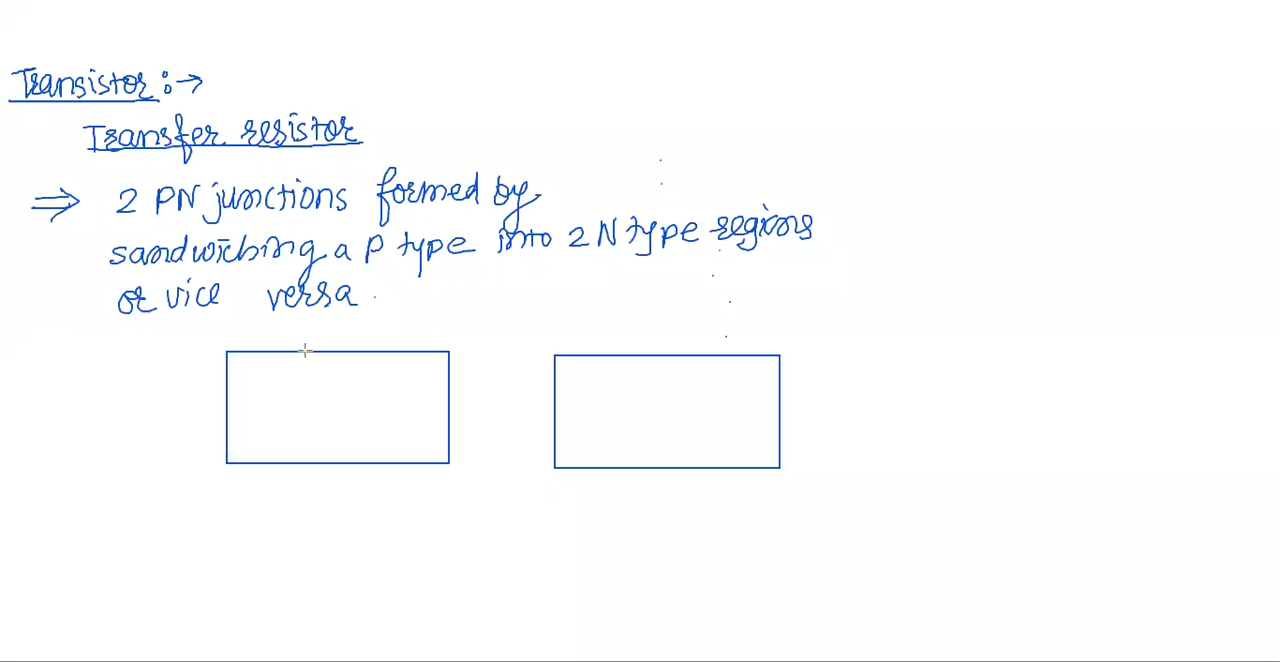 Transistor:→
Transfer resistor
⇒ 2 PN junctions formed by
sandwiching a P type into 2 N type regions
or vice versa.